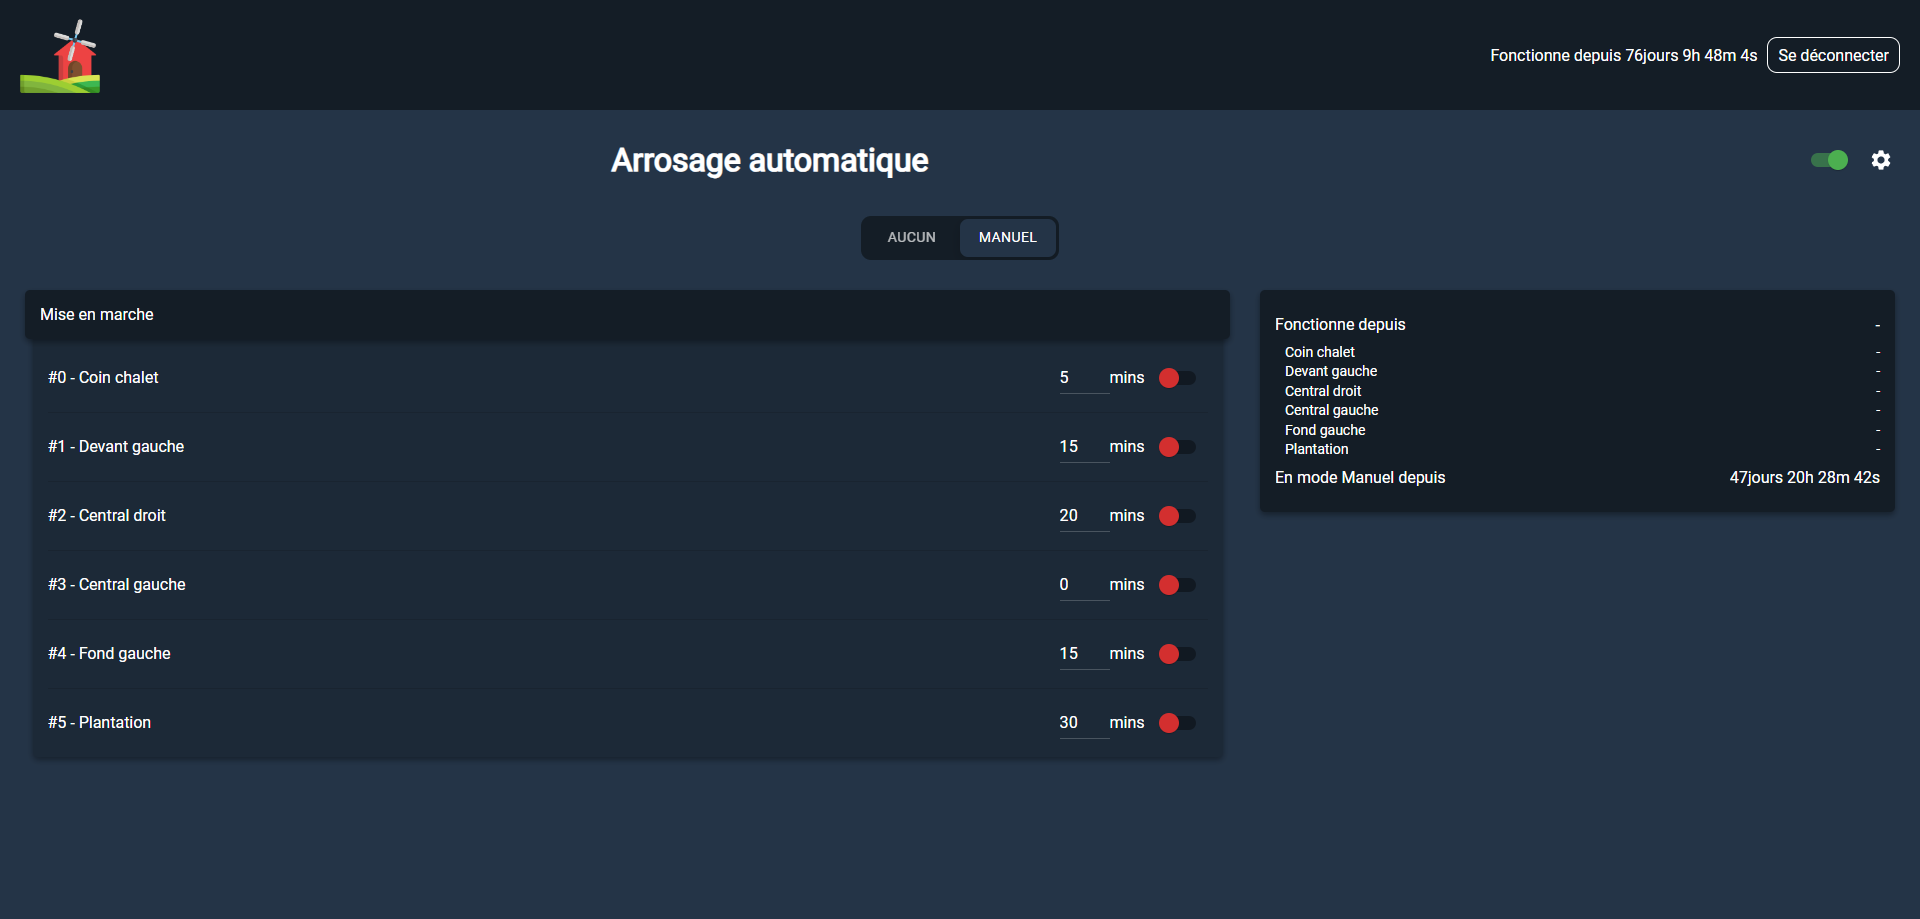 Fonctionne depuis 76jours 9h 48m 4s Se déconnecter
Arrosage automatique
AUCUN MANUEL
Mise en marche
#0 - Coin chalet 5 mins
#1 - Devant gauche 15 mins
#2 - Central droit 20 mins
#3 - Central gauche 0 mins
#4 - Fond gauche 15 mins
#5 - Plantation 30 mins
Fonctionne depuis -
Coin chalet -
Devant gauche -
Central droit -
Central gauche -
Fond gauche -
Plantation -
En mode Manuel depuis 47jours 20h 28m 42s